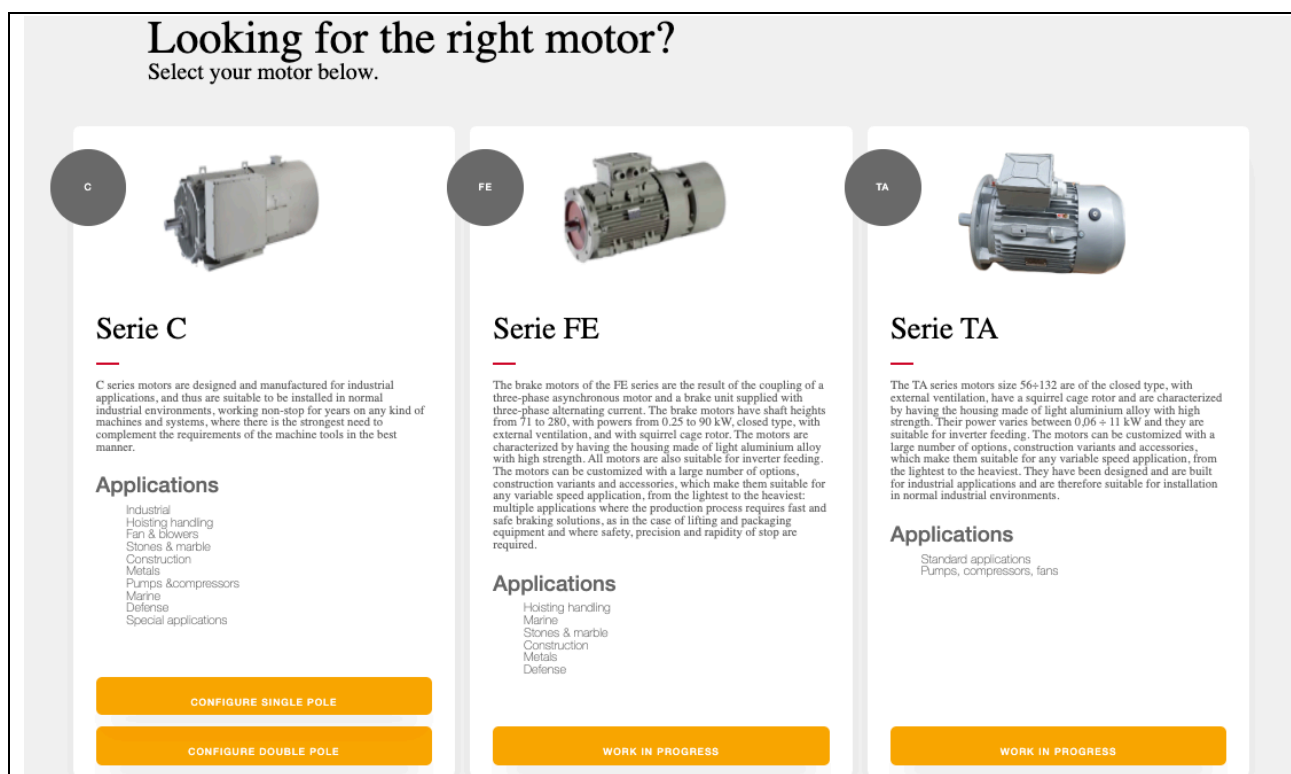 manner.
Looking for the right motor?
Select your motor below.
C
Serie C
C series motors are designed and manufactured for industrial
applications, and thus are suitable to be installed in normal
industrial environments, working non-stop for years on any kind of
machines and systems, where there is the strongest need to
complement the requirements of the machine tools in the best
manner.
Applications
Industrial
Hoisting handling
Fan & blowers
Stones & marble
Construction
Metals
Pumps &compressors
Marine
Defense
Special applications
CONFIGURE SINGLE POLE
CONFIGURE DOUBLE POLE
FE
Serie FE
The brake motors of the FE series are the result of the coupling of a
three-phase asynchronous motor and a brake unit supplied with
three-phase alternating current. The brake motors have shaft heights
from 71 to 280, with powers from 0.25 to 90 kW, closed type, with
external ventilation, and with squirrel cage rotor. The motors are
characterized by having the housing made of light aluminium alloy
with high strength. All motors are also suitable for inverter feeding.
The motors can be customized with a large number of options,
construction variants and accessories, which make them suitable for
any variable speed application, from the lightest to the heaviest:
multiple applications where the production process requires fast and
safe braking solutions, as in the case of lifting and packaging
equipment and where safety, precision and rapidity of stop are
required.
Applications
Hoisting handling
Marine
Stones & marble
Construction
Metals
Defense
WORK IN PROGRESS
TA
Serie TA
The TA series motors size 56÷132 are of the closed type, with
external ventilation, have a squirrel cage rotor and are characterized
by having the housing made of light aluminium alloy with high
strength. Their power varies between 0,06 ÷ 11 kW and they are
suitable for inverter feeding. The motors can be customized with a
large number of options, construction variants and accessories,
which make them suitable for any variable speed application, from
the lightest to the heaviest. They have been designed and are built
for industrial applications and are therefore suitable for installation
in normal industrial environments.
Applications
Standard applications
Pumps, compressors, fans
WORK IN PROGRESS